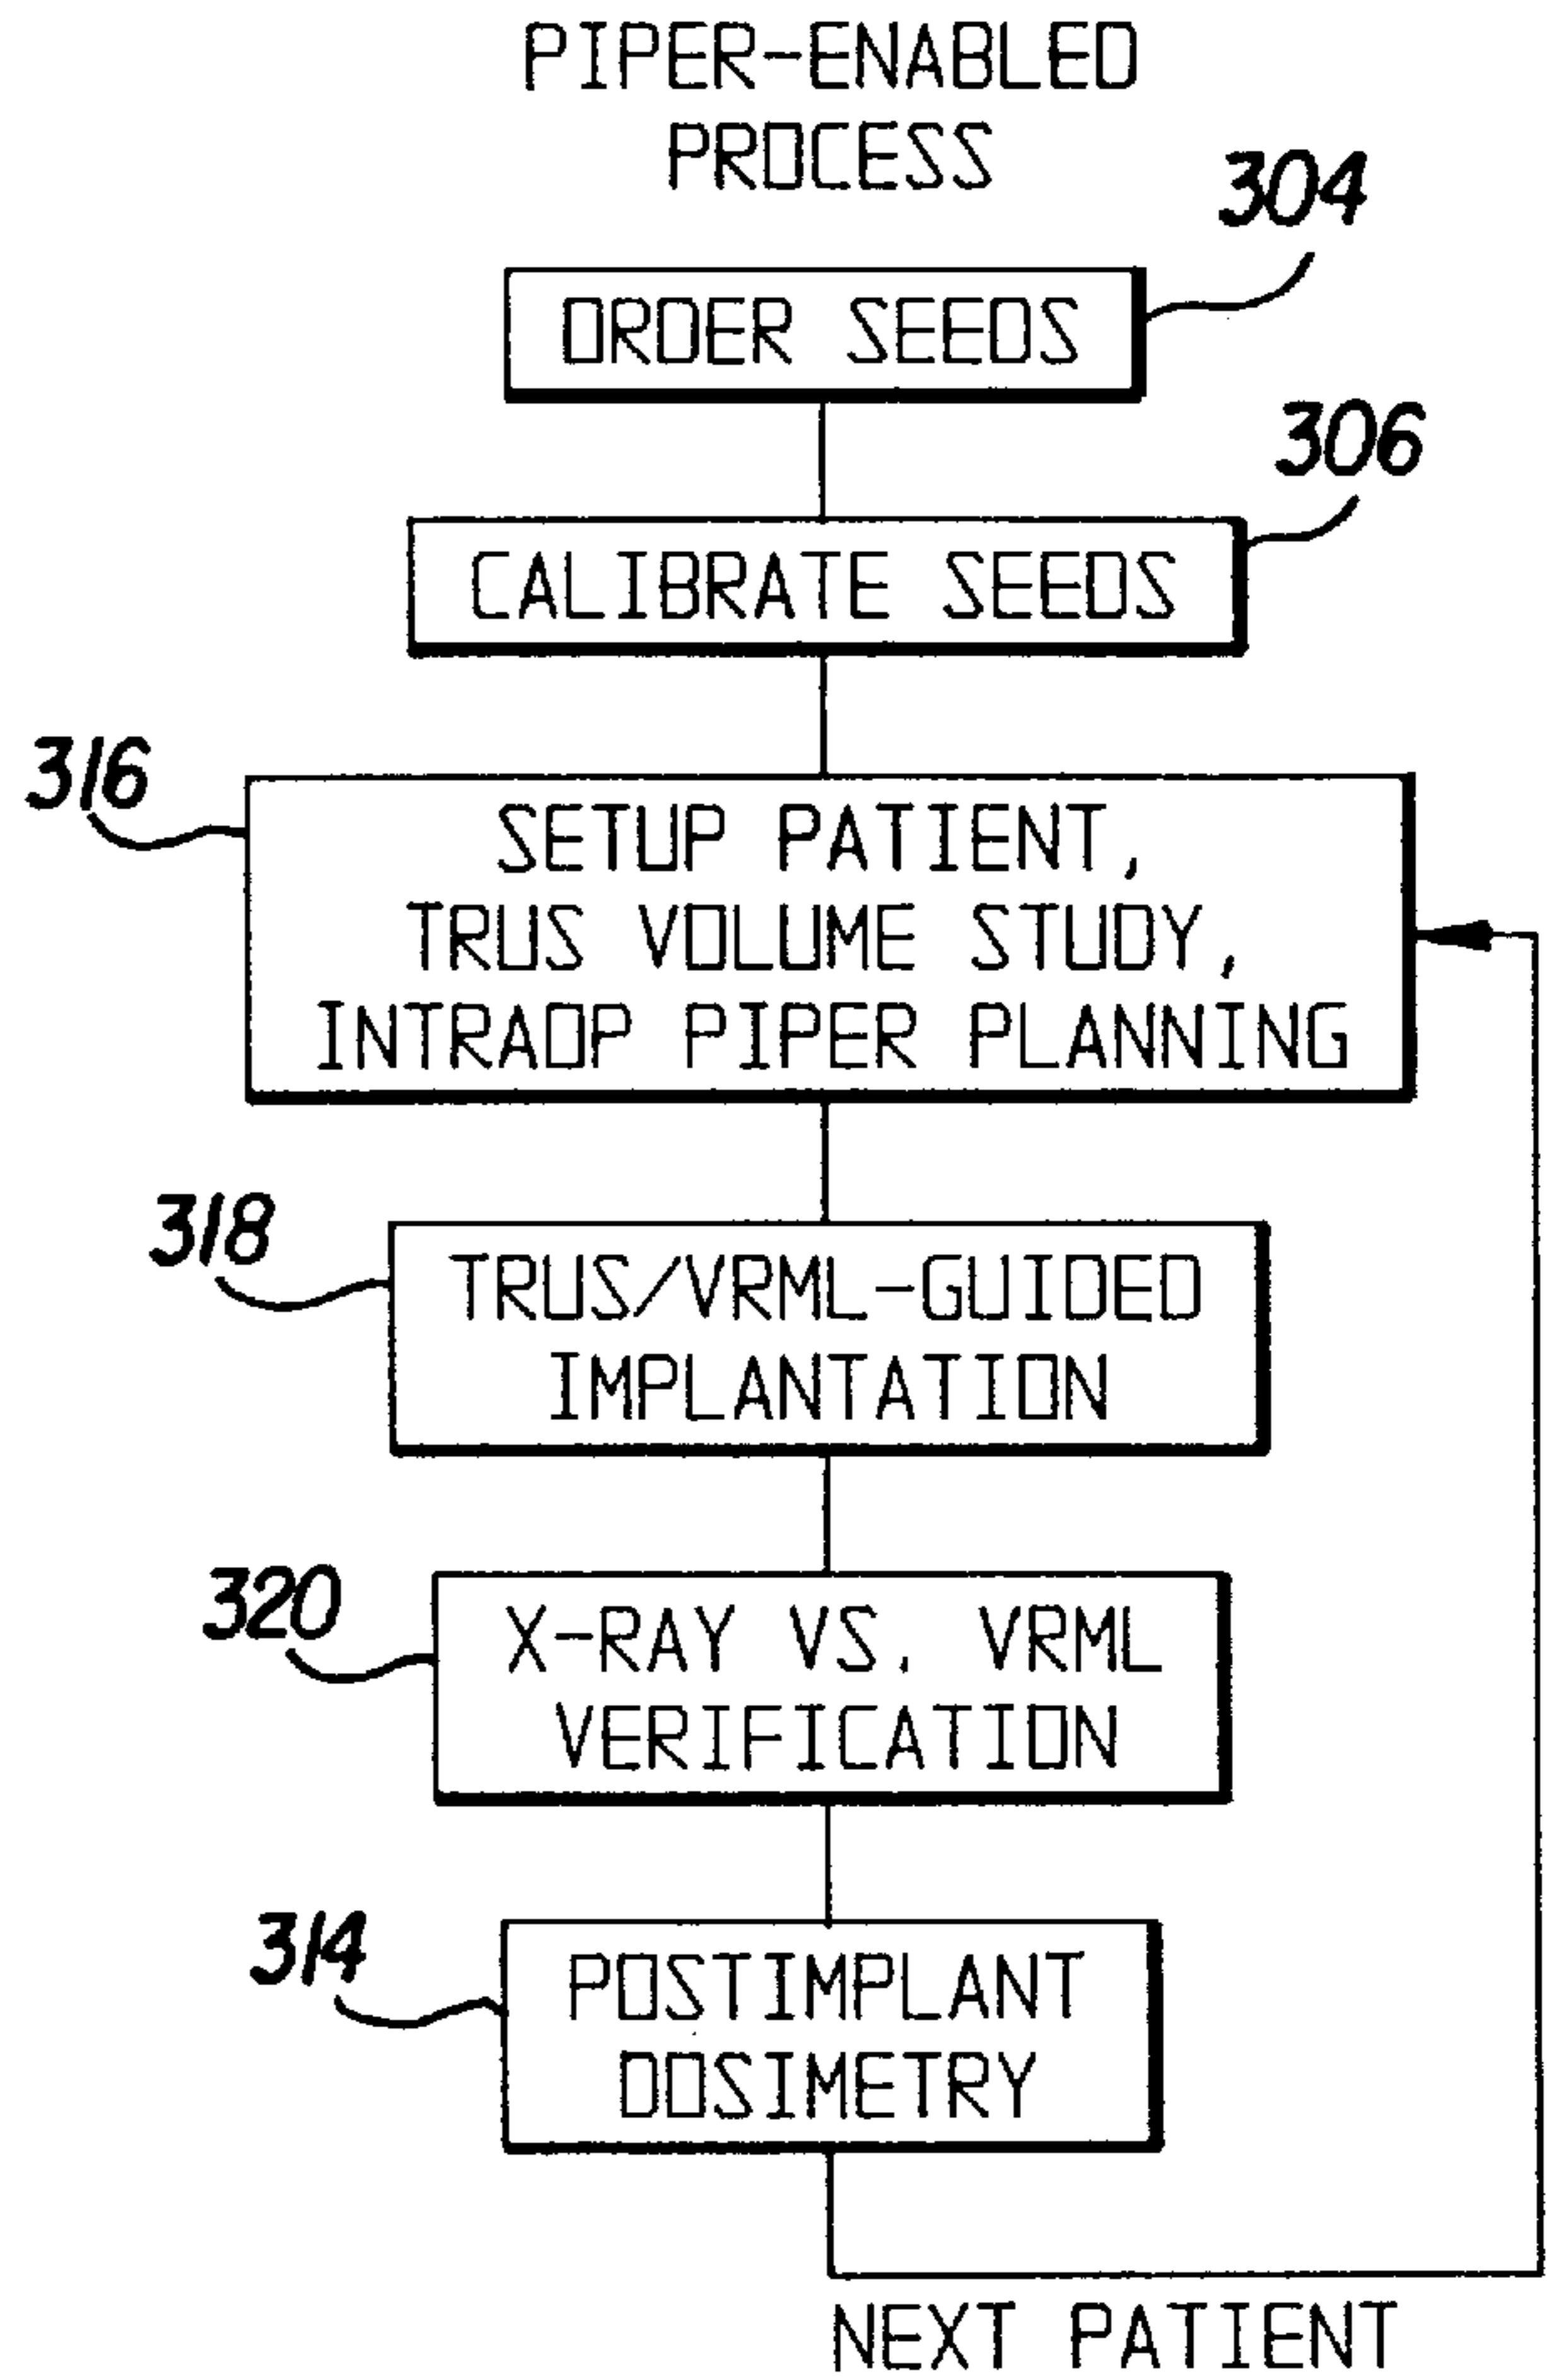 PIPER-ENABLED
PROCESS
304
ORDER SEEDS
306
CALIBRATE SEEDS
316
SETUP PATIENT,
TRUS VOLUME STUDY,
INTRAOP PIPER PLANNING
318
TRUS/VRML-GUIDED
IMPLANTATION
320
X-RAY VS. VRML
VERIFICATION
314
POSTIMPLANT
DOSIMETRY
NEXT PATIENT